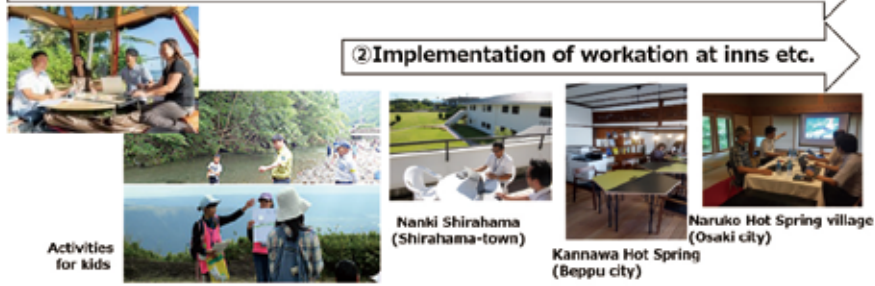 ②Implementation of workation at inns etc.
Activities
for kids
Nanki Shirahama
(Shirahama-town)
Kannawa Hot Spring
(Beppu city)
Naruko Hot Spring village
(Osaki city)